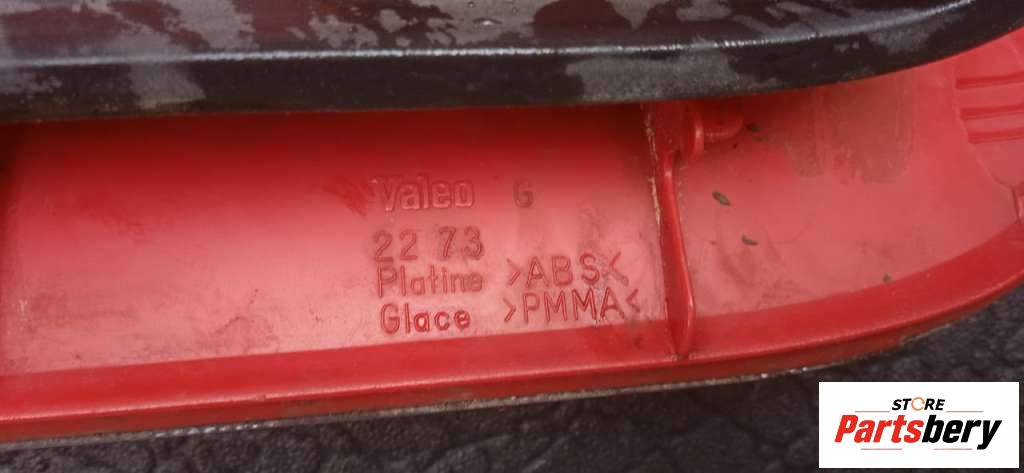 Valeo G
22 73
Platine >ABS<
Glace >PMMA<
STORE
Partsbery